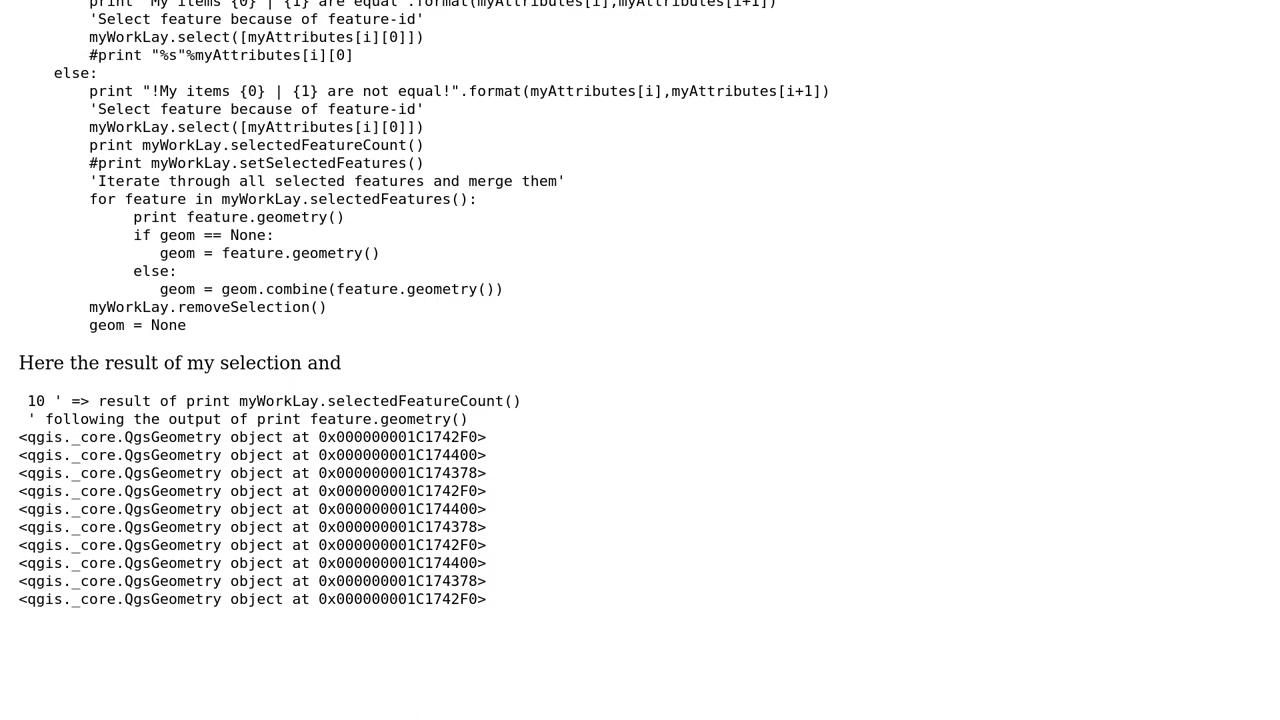 print "My items {0} | {1} are equal".format(myAttributes[i],myAttributes[i+1])
'Select feature because of feature-id'
myWorkLay.select([myAttributes[i][0]])
#print "%s"%myAttributes[i][0]
else:
print "!My items {0} | {1} are not equal!".format(myAttributes[i],myAttributes[i+1])
'Select feature because of feature-id'
myWorkLay.select([myAttributes[i][0]])
print myWorkLay.selectedFeatureCount()
#print myWorkLay.setSelectedFeatures()
'Iterate through all selected features and merge them'
for feature in myWorkLay.selectedFeatures():
print feature.geometry()
if geom == None:
geom = feature.geometry()
else:
geom = geom.combine(feature.geometry())
myWorkLay.removeSelection()
geom = None
Here the result of my selection and
10 ' => result of print myWorkLay.selectedFeatureCount()
' following the output of print feature.geometry()
<qgis._core.QgsGeometry object at 0x000000001C1742F0>
<qgis._core.QgsGeometry object at 0x000000001C174400>
<qgis._core.QgsGeometry object at 0x000000001C174378>
<qgis._core.QgsGeometry object at 0x000000001C1742F0>
<qgis._core.QgsGeometry object at 0x000000001C174400>
<qgis._core.QgsGeometry object at 0x000000001C174378>
<qgis._core.QgsGeometry object at 0x000000001C1742F0>
<qgis._core.QgsGeometry object at 0x000000001C174400>
<qgis._core.QgsGeometry object at 0x000000001C174378>
<qgis._core.QgsGeometry object at 0x000000001C1742F0>